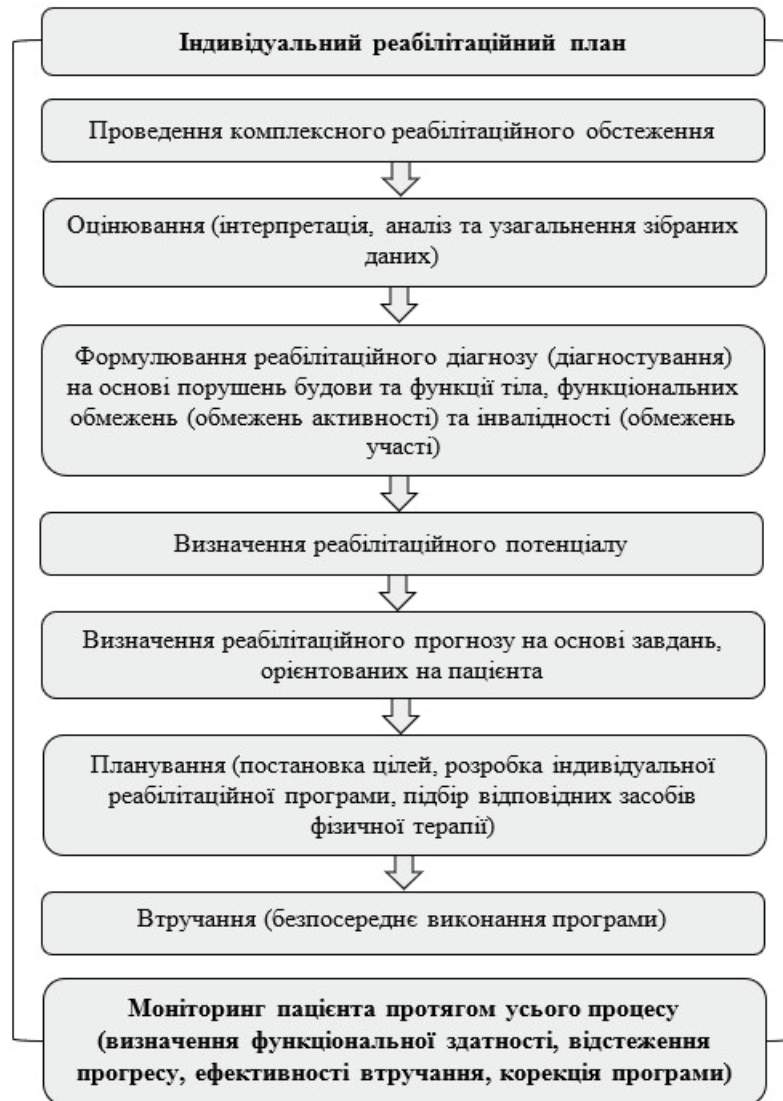 Індивідуальний реабілітаційний план
Проведення комплексного реабілітаційного обстеження
Оцінювання (інтерпретація, аналіз та узагальнення зібраних
даних)
Формулювання реабілітаційного діагнозу (діагностування)
на основі порушень будови та функції тіла, функціональних
обмежень (обмежень активності) та інвалідності (обмежень
участі)
Визначення реабілітаційного потенціалу
Визначення реабілітаційного прогнозу на основі завдань,
орієнтованих на пацієнта
Планування (постановка цілей, розробка індивідуальної
реабілітаційної програми, підбір відповідних засобів
фізичної терапії)
Втручання (безпосереднє виконання програми)
Моніторинг пацієнта протягом усього процесу
(визначення функціональної здатності, відстеження
прогресу, ефективності втручання, корекція програми)